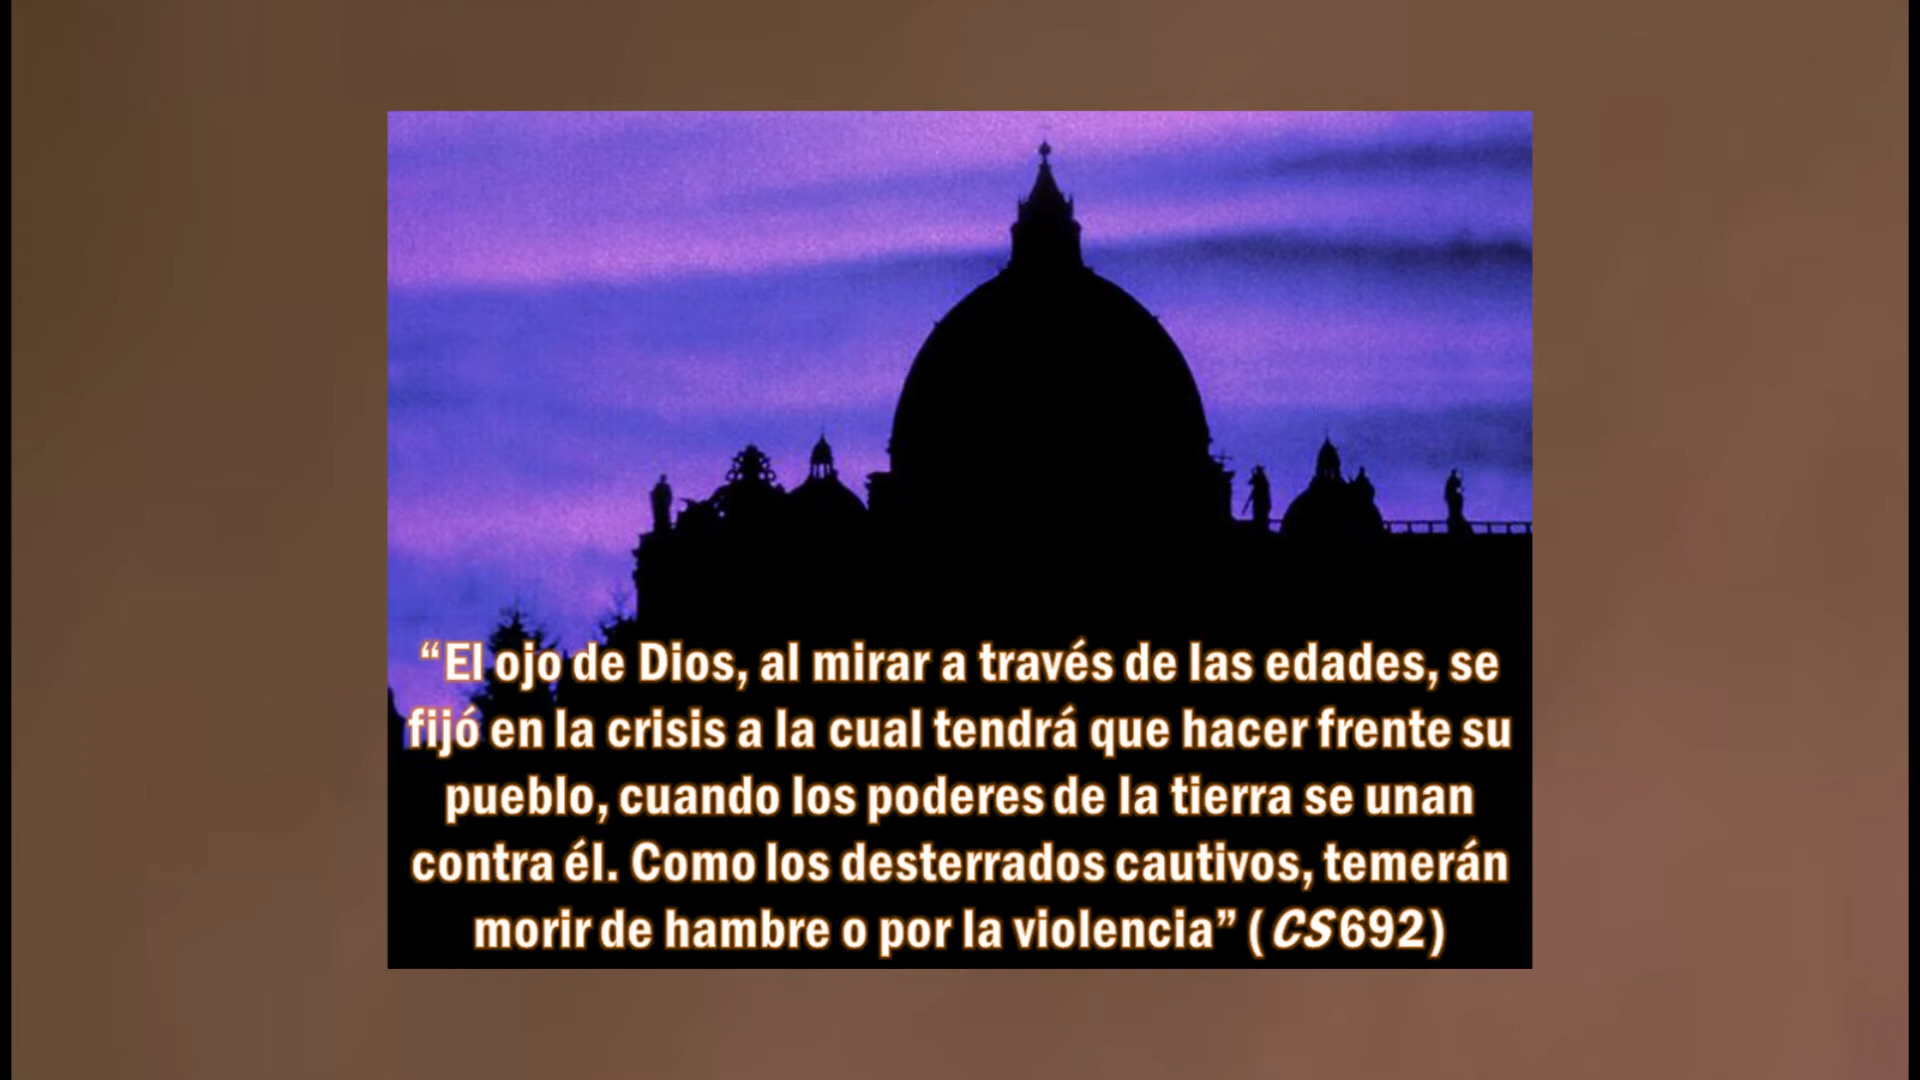 “El ojo de Dios, al mirar a través de las edades, se
fijó en la crisis a la cual tendrá que hacer frente su
pueblo, cuando los poderes de la tierra se unan
contra él. Como los desterrados cautivos, temerán
morir de hambre o por la violencia” (CS 692)